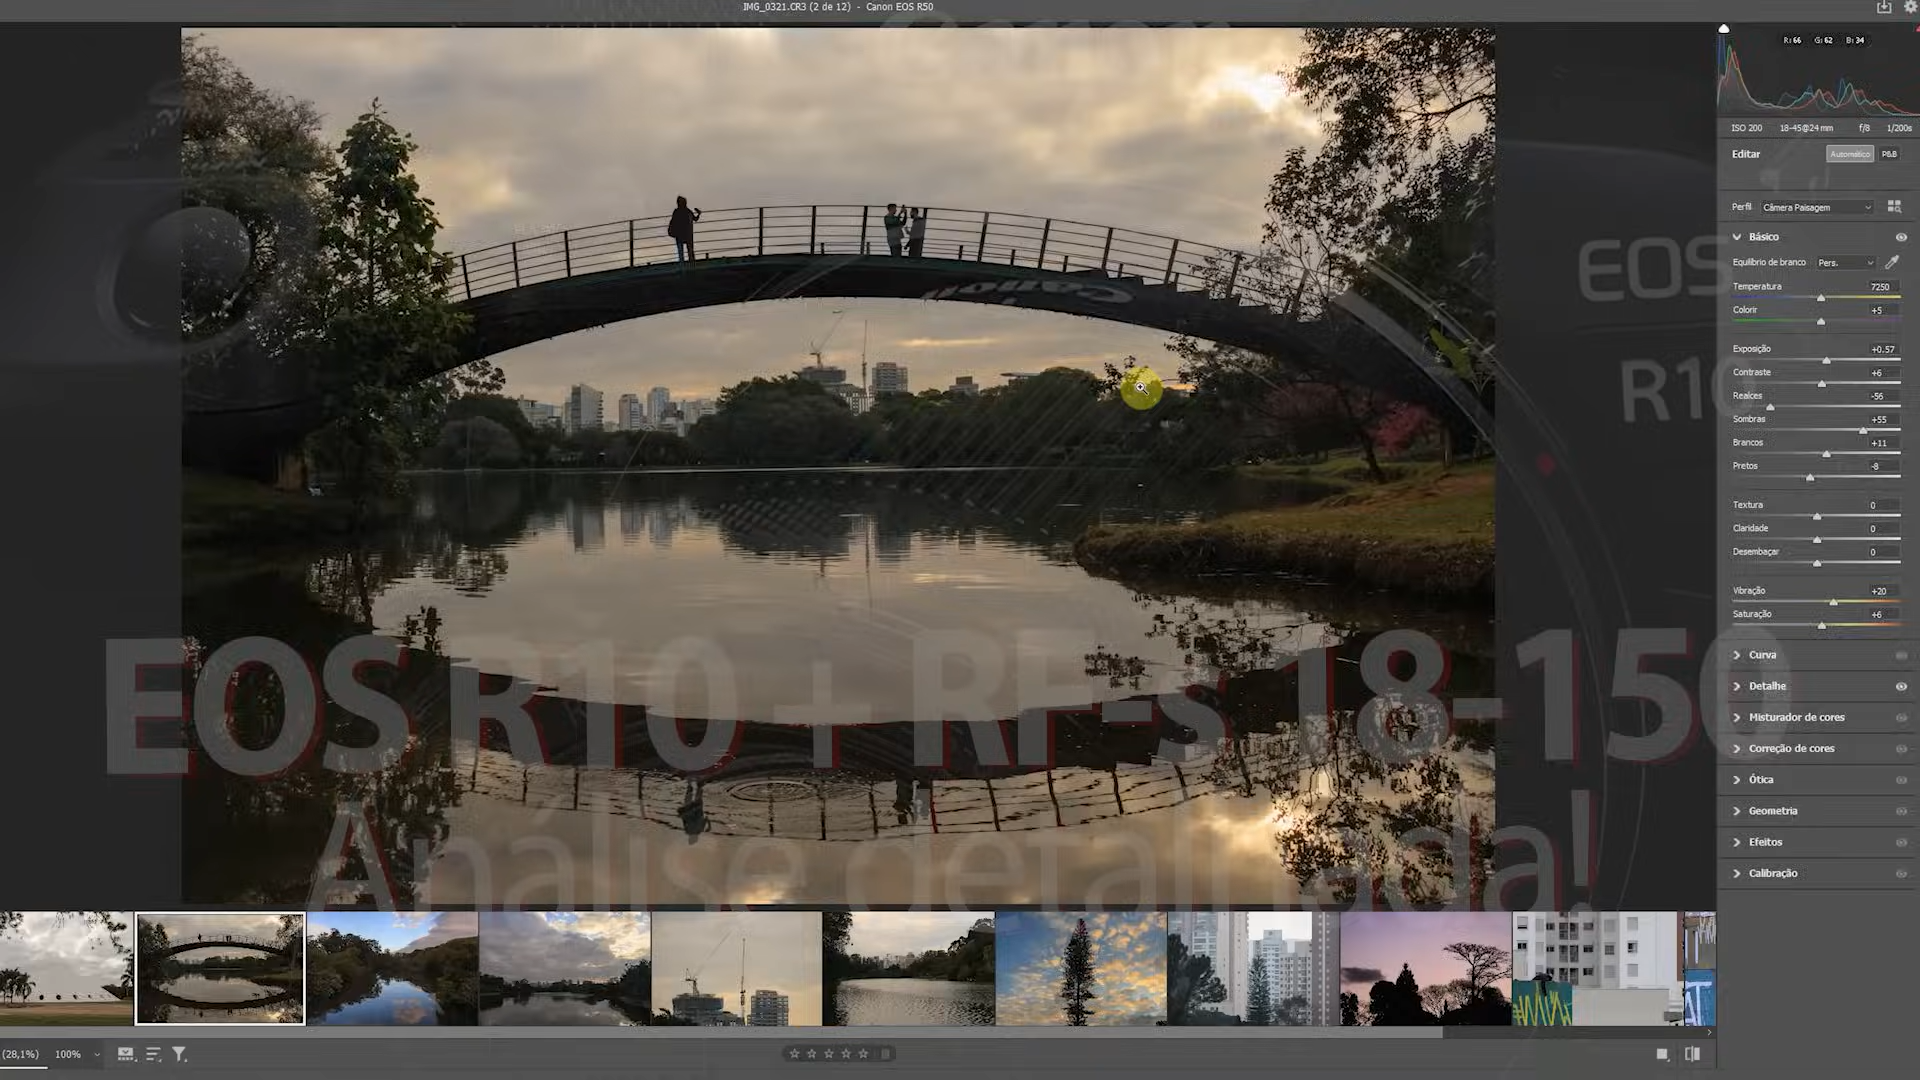 IMG_0321.CR3 (2 de 12) - Canon EOS R50
R: 66 G: 62 B: 34
ISO 200 18-45@24 mm f/8 1/200s
Editar Automático P&B
Perfil Câmera Paisagem
Básico
Equilíbrio de branco Pers.
Temperatura 7250
Colorir +5
Exposição +0.57
Contraste +6
Realces -56
Sombras +55
Brancos +11
Pretos -8
Textura 0
Claridade 0
Desembaçar 0
Vibração +20
Saturação +6
Curva
Detalhe
Misturador de cores
Correção de cores
Ótica
Geometria
Efeitos
Calibração
Canon
EOS
R10
EOS R10 + RF-s 18-150
Análise detalhada!
(28,1%) 100%